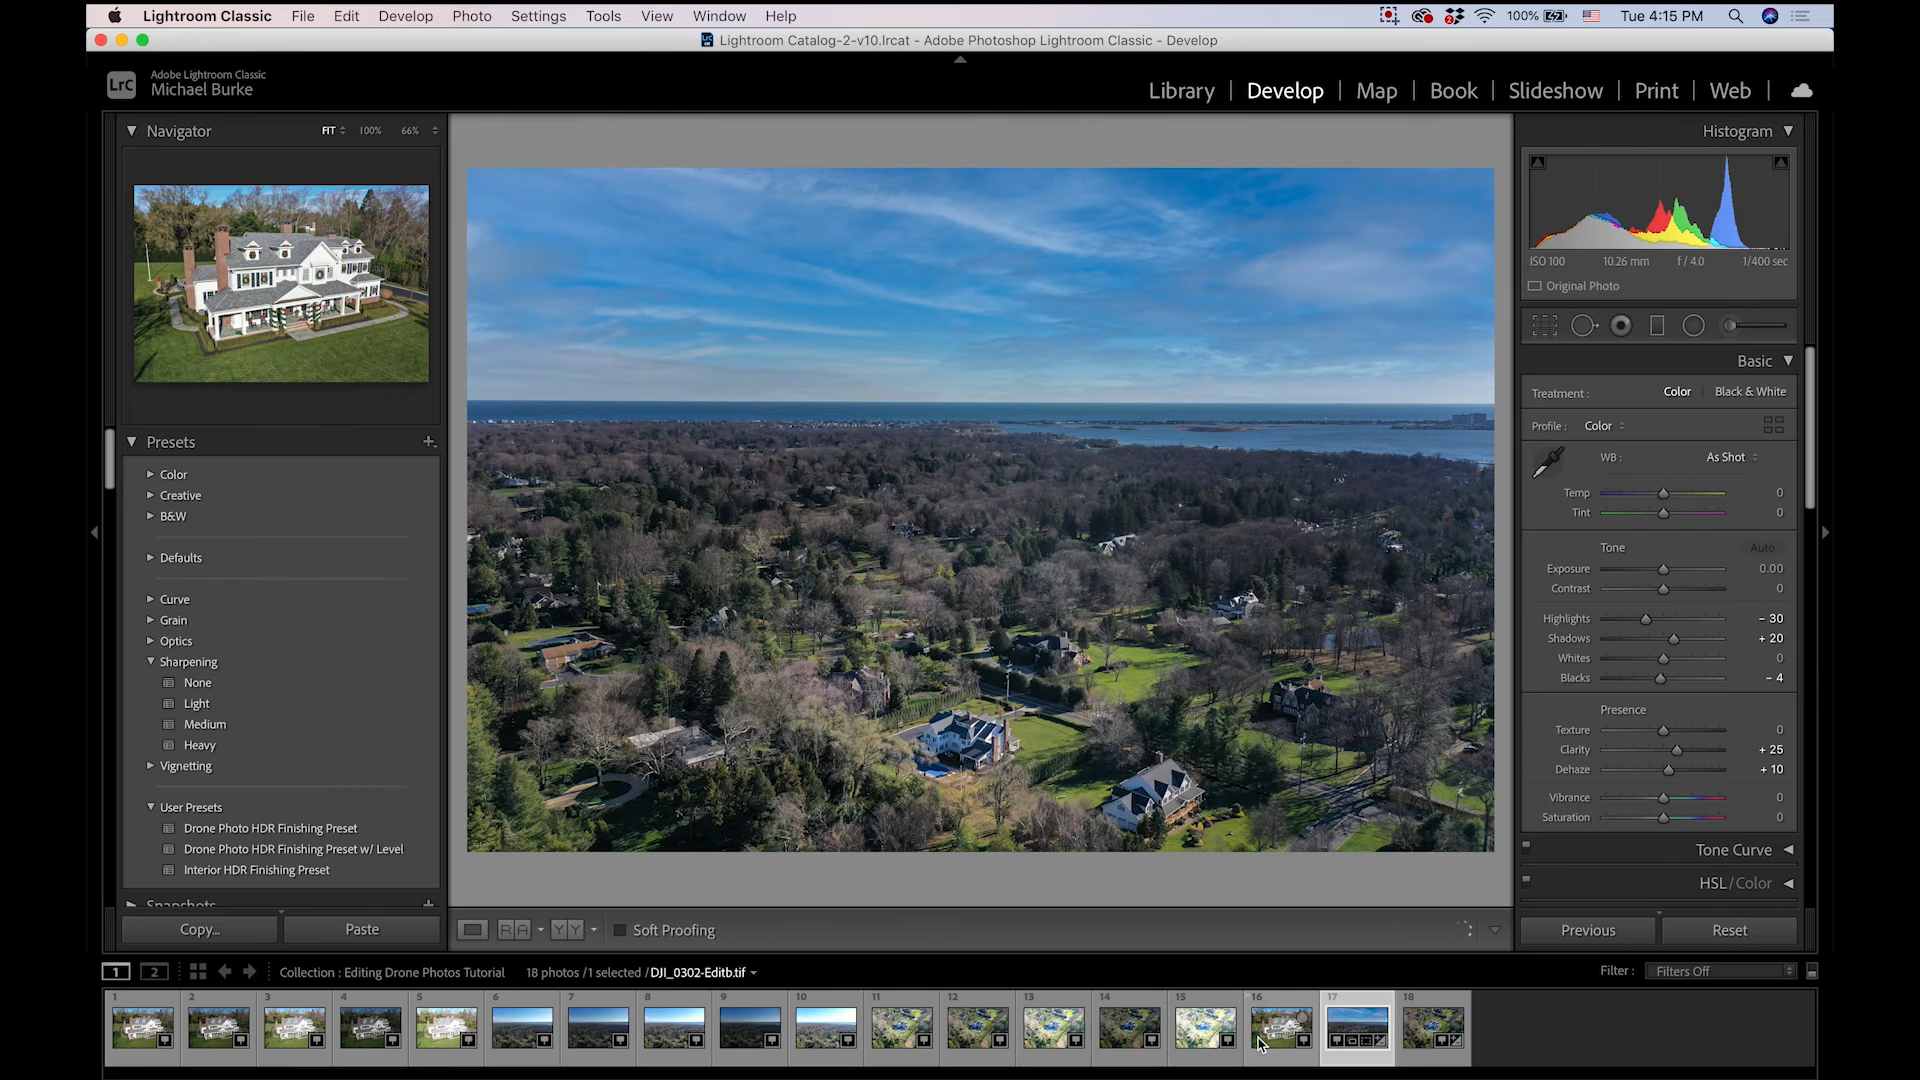 Lightroom Classic File Edit Develop Photo Settings Tools View Window Help 2 100% Tue 4:15 PM
Lrc Lightroom Catalog-2-v10.lrcat - Adobe Photoshop Lightroom Classic - Develop
LrC Adobe Lightroom Classic
Michael Burke
Library | Develop | Map | Book | Slideshow | Print | Web |
Navigator FIT 100% 66%
Histogram
ISO 100 10.26 mm f / 4.0 1/400 sec
Original Photo
Basic
Treatment : Color Black & White
Profile : Color
WB : As Shot
Temp 0
Tint 0
Tone Auto
Exposure 0.00
Contrast 0
Highlights − 30
Shadows + 20
Whites 0
Blacks − 4
Presence
Texture 0
Clarity + 25
Dehaze + 10
Vibrance 0
Saturation 0
Tone Curve
HSL / Color
Previous Reset
Presets
Color
Creative
B&W
Defaults
Curve
Grain
Optics
Sharpening
None
Light
Medium
Heavy
Vignetting
User Presets
Drone Photo HDR Finishing Preset
Drone Photo HDR Finishing Preset w/ Level
Interior HDR Finishing Preset
Snapshots
Copy... Paste
R A Y Y Soft Proofing
1 2 Collection : Editing Drone Photos Tutorial 18 photos / 1 selected / DJI_0302-Editb.tif Filter : Filters Off
1 2 3 4 5 6 7 8 9 10 11 12 13 14 15 16 17 18